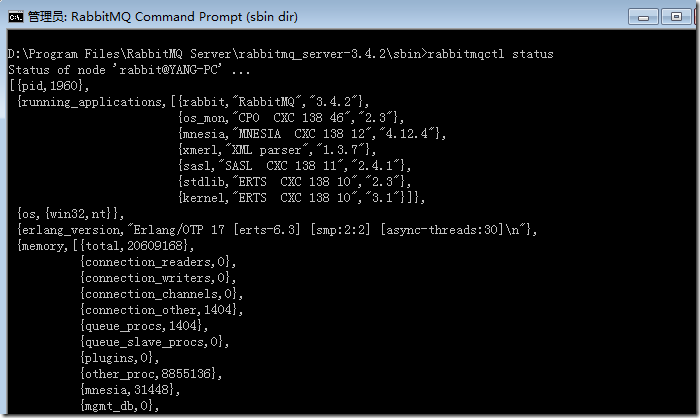 管理员: RabbitMQ Command Prompt (sbin dir)
D:\Program Files\RabbitMQ Server\rabbitmq_server-3.4.2\sbin>rabbitmqctl status
Status of node 'rabbit@YANG-PC' ...
[{pid,1960},
 {running_applications,[{rabbit,"RabbitMQ","3.4.2"},
                        {os_mon,"CPO  CXC 138 46","2.3"},
                        {mnesia,"MNESIA  CXC 138 12","4.12.4"},
                        {xmerl,"XML parser","1.3.7"},
                        {sasl,"SASL  CXC 138 11","2.4.1"},
                        {stdlib,"ERTS  CXC 138 10","2.3"},
                        {kernel,"ERTS  CXC 138 10","3.1"}]},
 {os,{win32,nt}},
 {erlang_version,"Erlang/OTP 17 [erts-6.3] [smp:2:2] [async-threads:30]\n"},
 {memory,[{total,20609168},
          {connection_readers,0},
          {connection_writers,0},
          {connection_channels,0},
          {connection_other,1404},
          {queue_procs,1404},
          {queue_slave_procs,0},
          {plugins,0},
          {other_proc,8855136},
          {mnesia,31448},
          {mgmt_db,0},